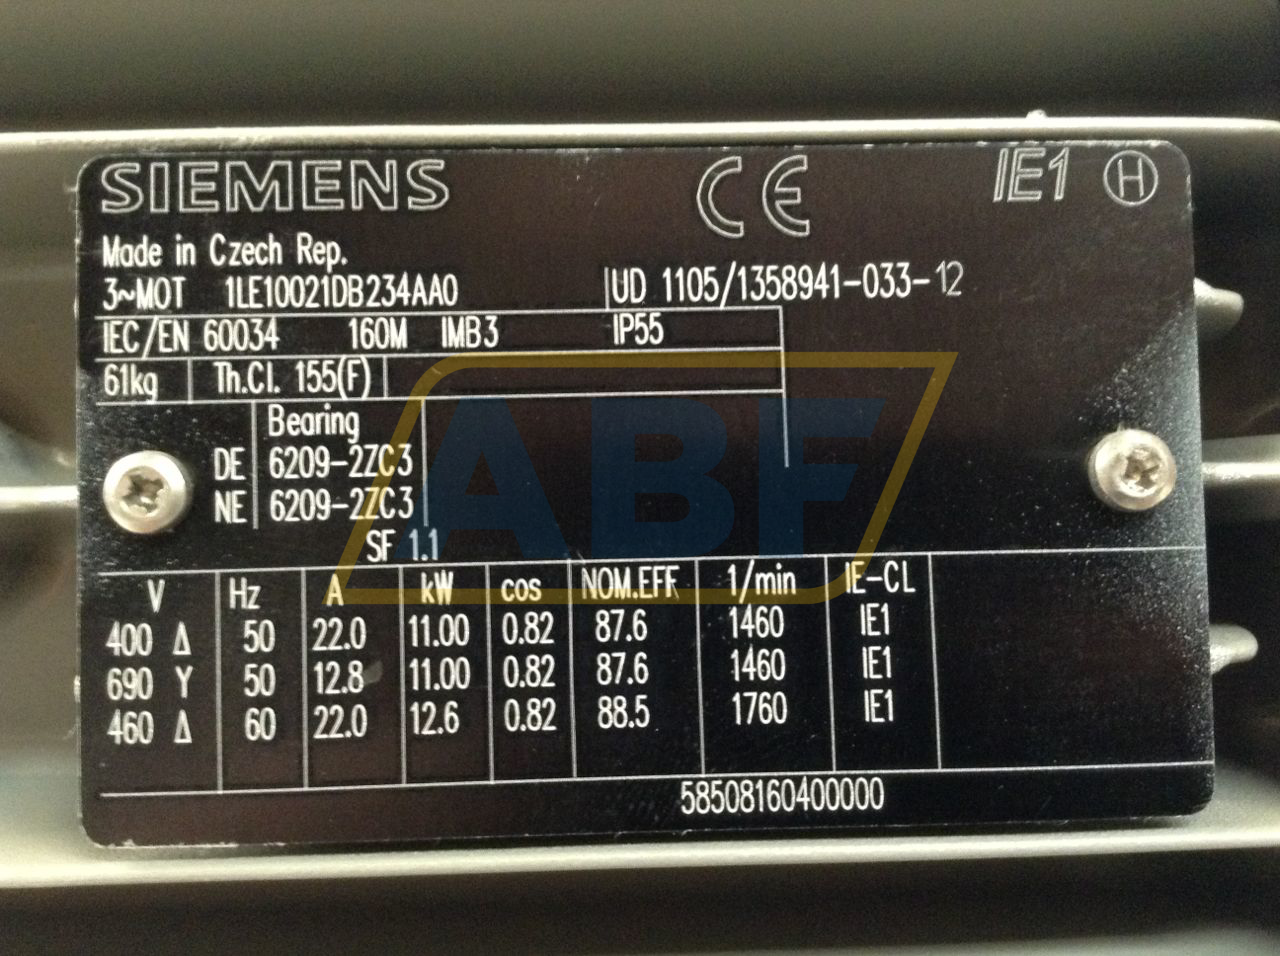 SIEMENS CE IE1 H
Made in Czech Rep.
3~MOT 1LE10021DB234AA0 UD 1105/1358941-033-12
IEC/EN 60034 160M IMB3 IP55
61kg Th.Cl. 155(F)
Bearing
DE 6209-2ZC3
NE 6209-2ZC3
SF 1.1
ABF
V Hz A kW cos NOM.EFF 1/min IE-CL
400 Δ 50 22.0 11.00 0.82 87.6 1460 IE1
690 Y 50 12.8 11.00 0.82 87.6 1460 IE1
460 Δ 60 22.0 12.6 0.82 88.5 1760 IE1
58508160400000